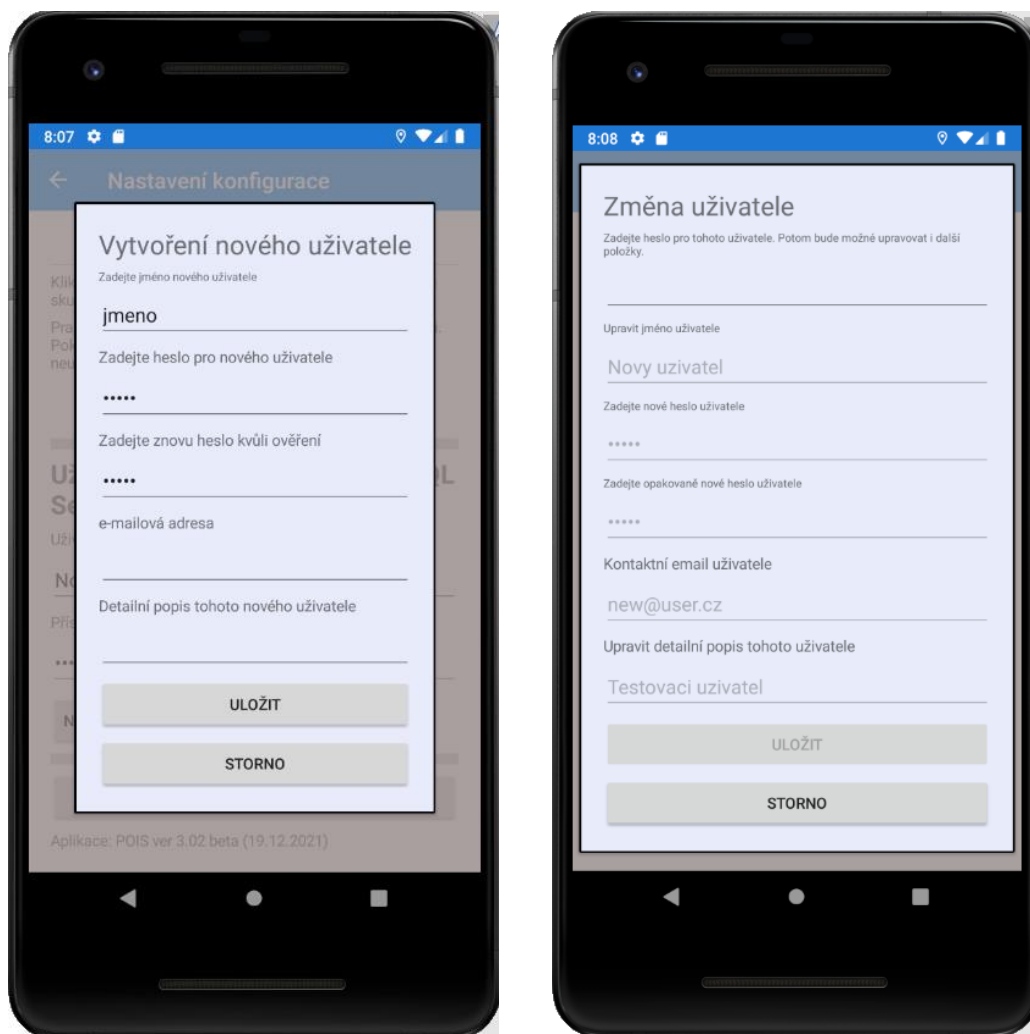 8:07
Nastavení konfigurace
Vytvoření nového uživatele
Zadejte jméno nového uživatele
jmeno
Zadejte heslo pro nového uživatele
•••••
Zadejte znovu heslo kvůli ověření
•••••
e-mailová adresa
Detailní popis tohoto nového uživatele
ULOŽIT
STORNO
Aplikace: POIS ver 3.02 beta (19.12.2021)
8:08
Změna uživatele
Zadejte heslo pro tohoto uživatele. Potom bude možné upravovat i další
položky.
Upravit jméno uživatele
Novy uzivatel
Zadejte nové heslo uživatele
•••••
Zadejte opakovaně nové heslo uživatele
•••••
Kontaktní email uživatele
new@user.cz
Upravit detailní popis tohoto uživatele
Testovaci uzivatel
ULOŽIT
STORNO